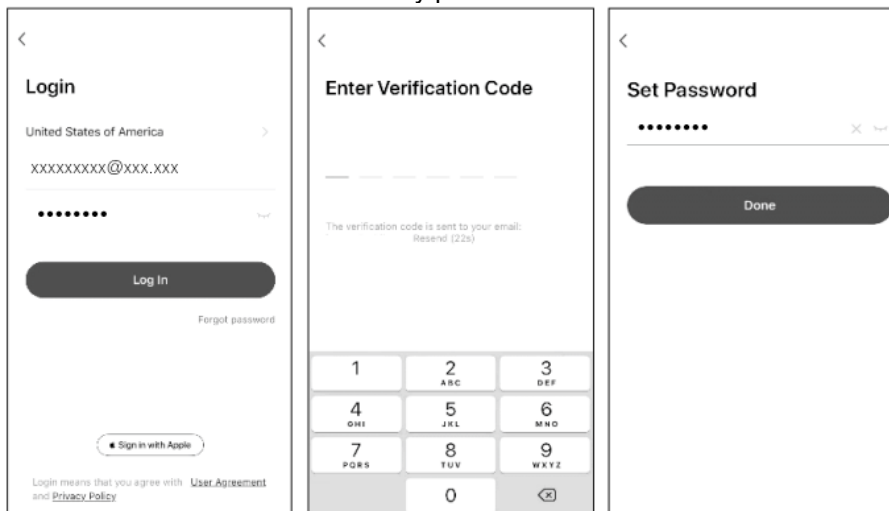 Login
United States of America
xxxxxxxxx@xxx.xxx
••••••••
Log In
Forgot password
Sign in with Apple
Login means that you agree with User Agreement
and Privacy Policy
Enter Verification Code
The verification code is sent to your email:
Resend (22s)
1
2
ABC
3
DEF
4
GHI
5
JKL
6
MNO
7
PQRS
8
TUV
9
WXYZ
0
Set Password
••••••••
Done